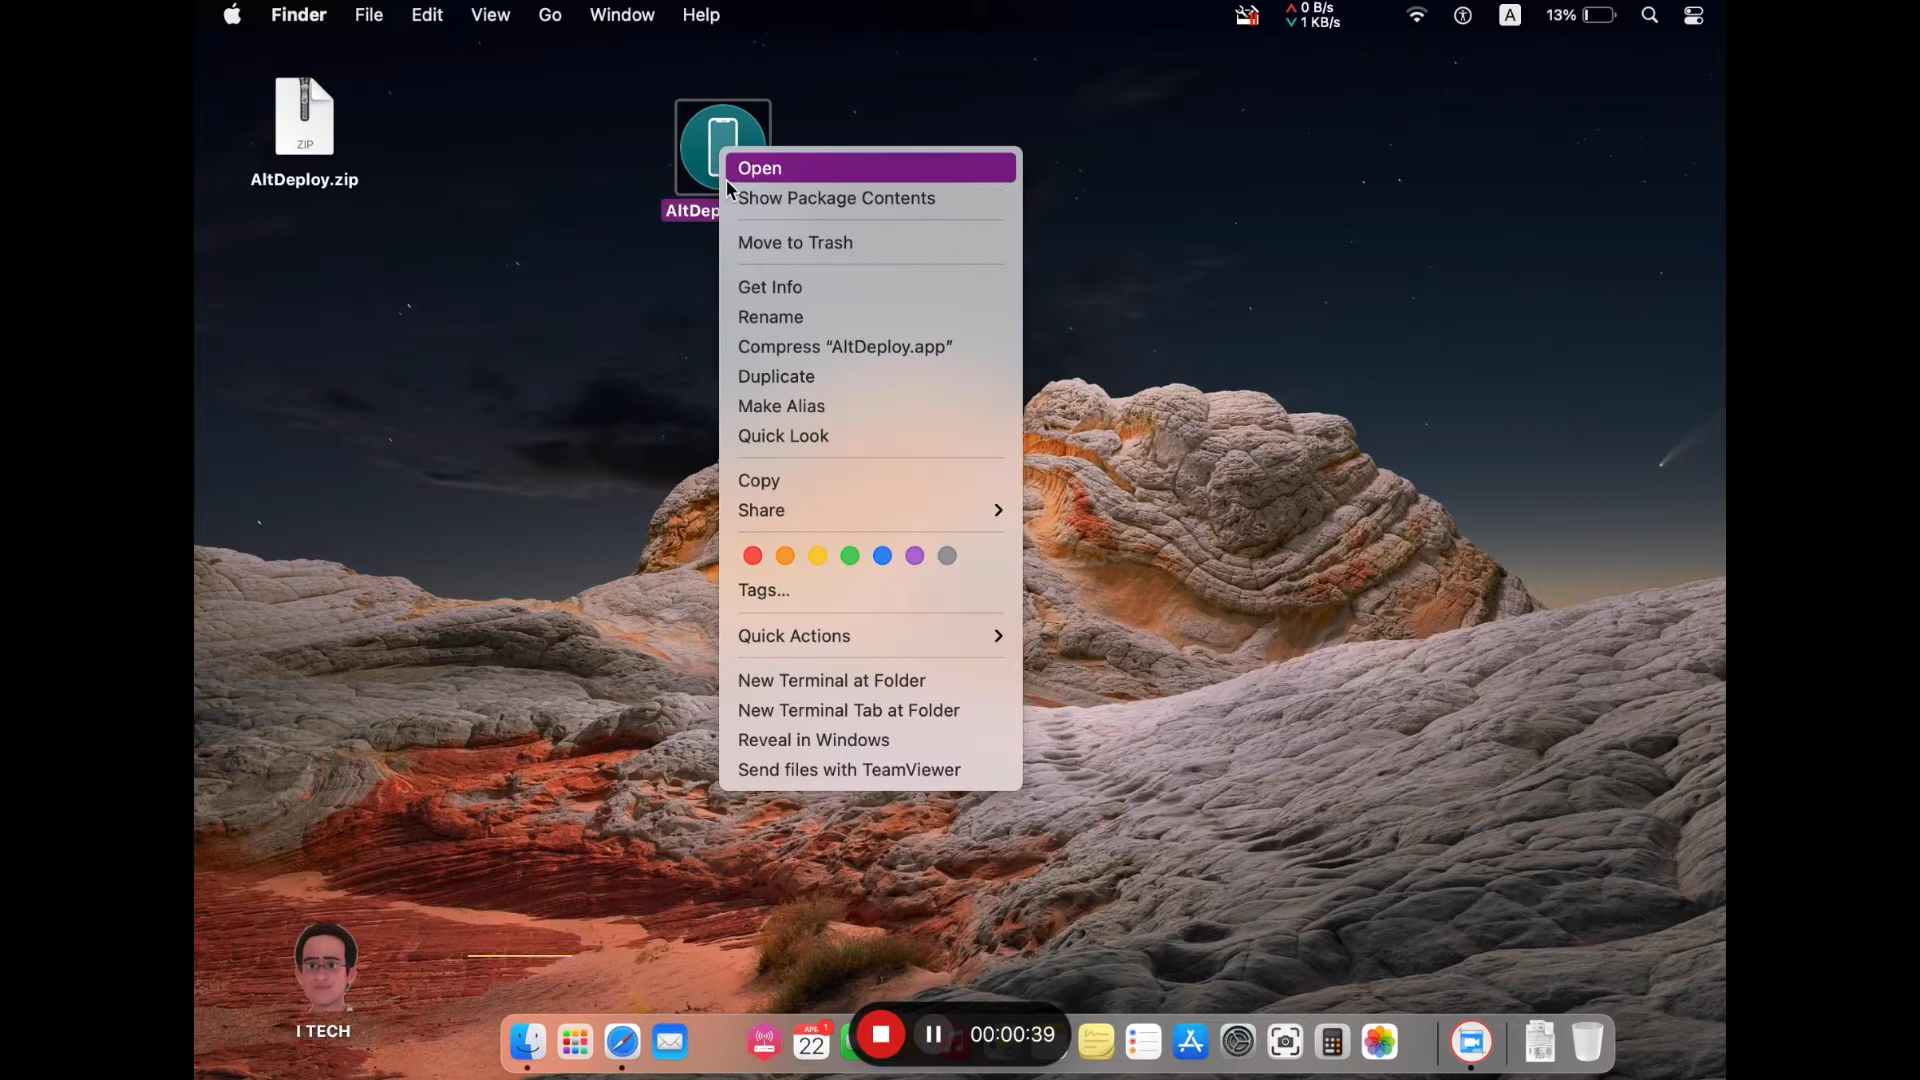 Finder File Edit View Go Window Help
0 B/s
1 KB/s
A
13%
ZIP
AltDeploy.zip
AltDep
Open
Show Package Contents
Move to Trash
Get Info
Rename
Compress “AltDeploy.app”
Duplicate
Make Alias
Quick Look
Copy
Share
Tags...
Quick Actions
New Terminal at Folder
New Terminal Tab at Folder
Reveal in Windows
Send files with TeamViewer
I TECH
APR.
1
22
00:00:39